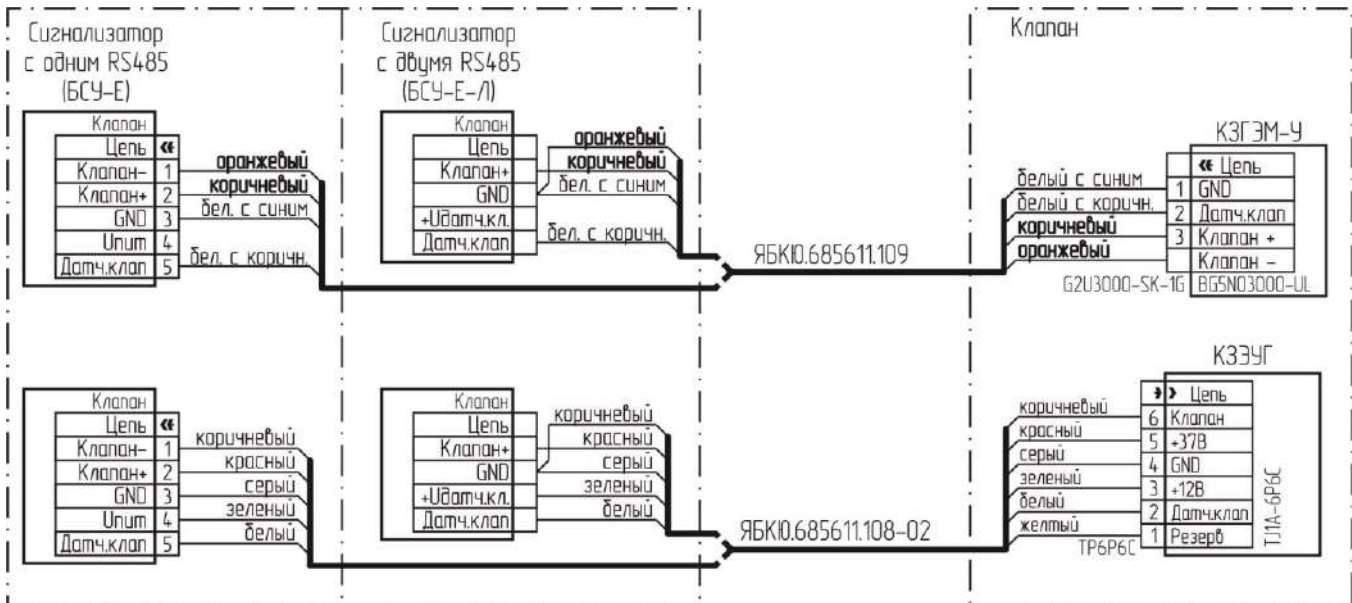 Сигнализатор
с одним RS485
(БСУ-Е)
Клапан
Цепь
Клапан- 1 оранжевый
Клапан+ 2 коричневый
GND 3 бел. с синим
Uпит 4
Датч.клап 5 бел. с коричн.
Сигнализатор
с двумя RS485
(БСУ-Е-Л)
Клапан
Цепь оранжевый
Клапан+ коричневый
GND бел. с синим
+Uдатч.кл.
Датч.клап бел. с коричн.
ЯБКЮ.685611.109
Клапан
КЗГЭМ-У
Цепь
белый с синим 1 GND
белый с коричн. 2 Датч.клап
коричневый 3 Клапан +
оранжевый Клапан -
G2U3000-SK-1G BG5N03000-UL
Клапан
Цепь
Клапан- 1 коричневый
Клапан+ 2 красный
GND 3 серый
Uпит 4 зеленый
Датч.клап 5 белый
Клапан
Цепь коричневый
Клапан+ красный
GND серый
+Uдатч.кл. зеленый
Датч.клап белый
ЯБКЮ.685611.108-02
КЗЭУГ
Цепь
коричневый 6 Клапан
красный 5 +37В
серый 4 GND
зеленый 3 +12В
белый 2 Датч.клап
желтый 1 Резерв
TP6P6C
TJ1A-6P6C